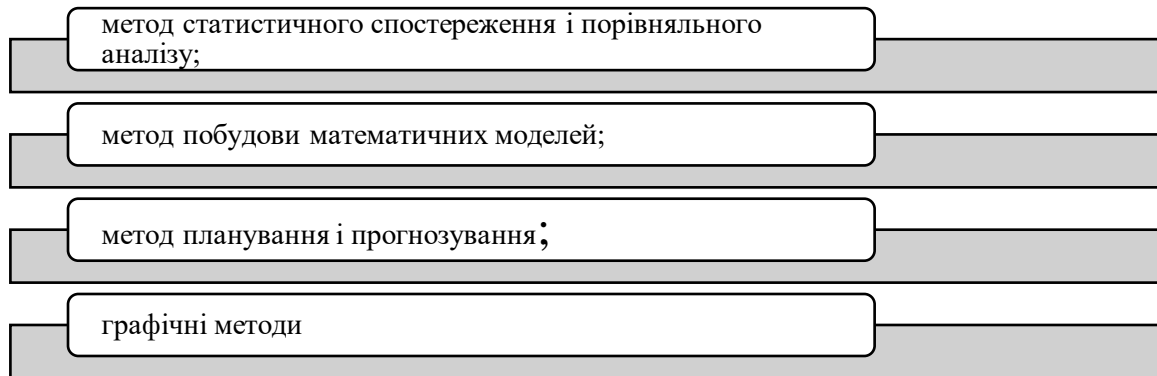 метод статистичного спостереження і порівняльного
аналізу;
метод побудови математичних моделей;
метод планування і прогнозування;
графічні методи